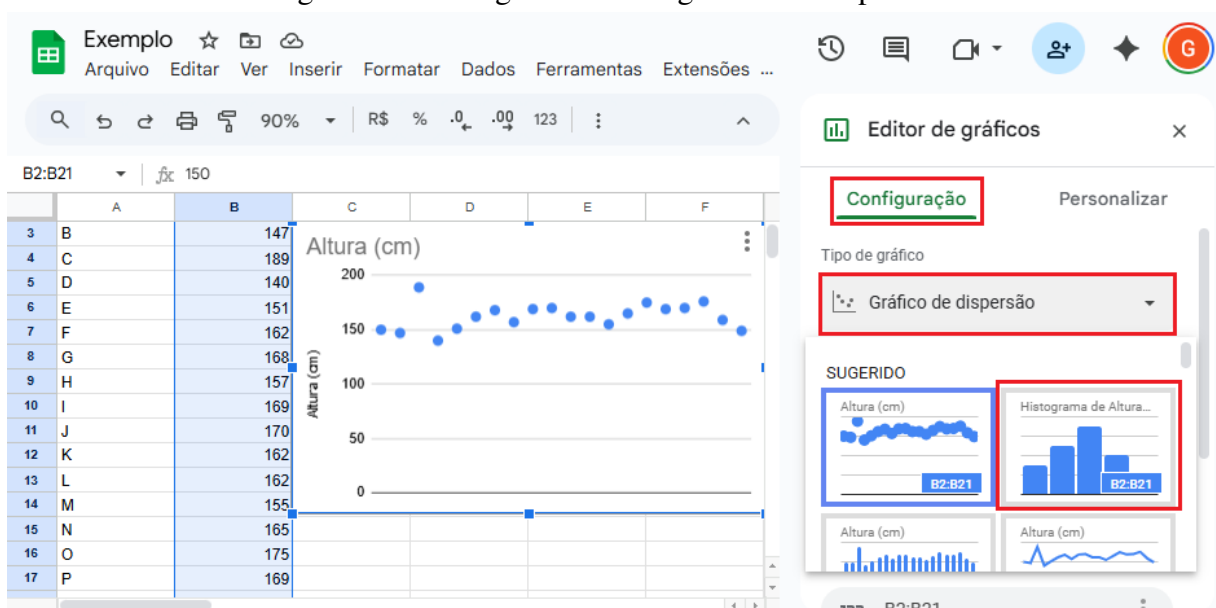 Exemplo
Arquivo Editar Ver Inserir Formatar Dados Ferramentas Extensões ...
90% R$ % .0 .00 123
B2:B21 fx 150
A B C D E F
3 B 147
4 C 189
5 D 140
6 E 151
7 F 162
8 G 168
9 H 157
10 I 169
11 J 170
12 K 162
13 L 162
14 M 155
15 N 165
16 O 175
17 P 169
Altura (cm)
200
150
100
50
0
Altura (cm)
G
Editor de gráficos
Configuração Personalizar
Tipo de gráfico
Gráfico de dispersão
SUGERIDO
Altura (cm) Histograma de Altura...
B2:B21 B2:B21
Altura (cm) Altura (cm)